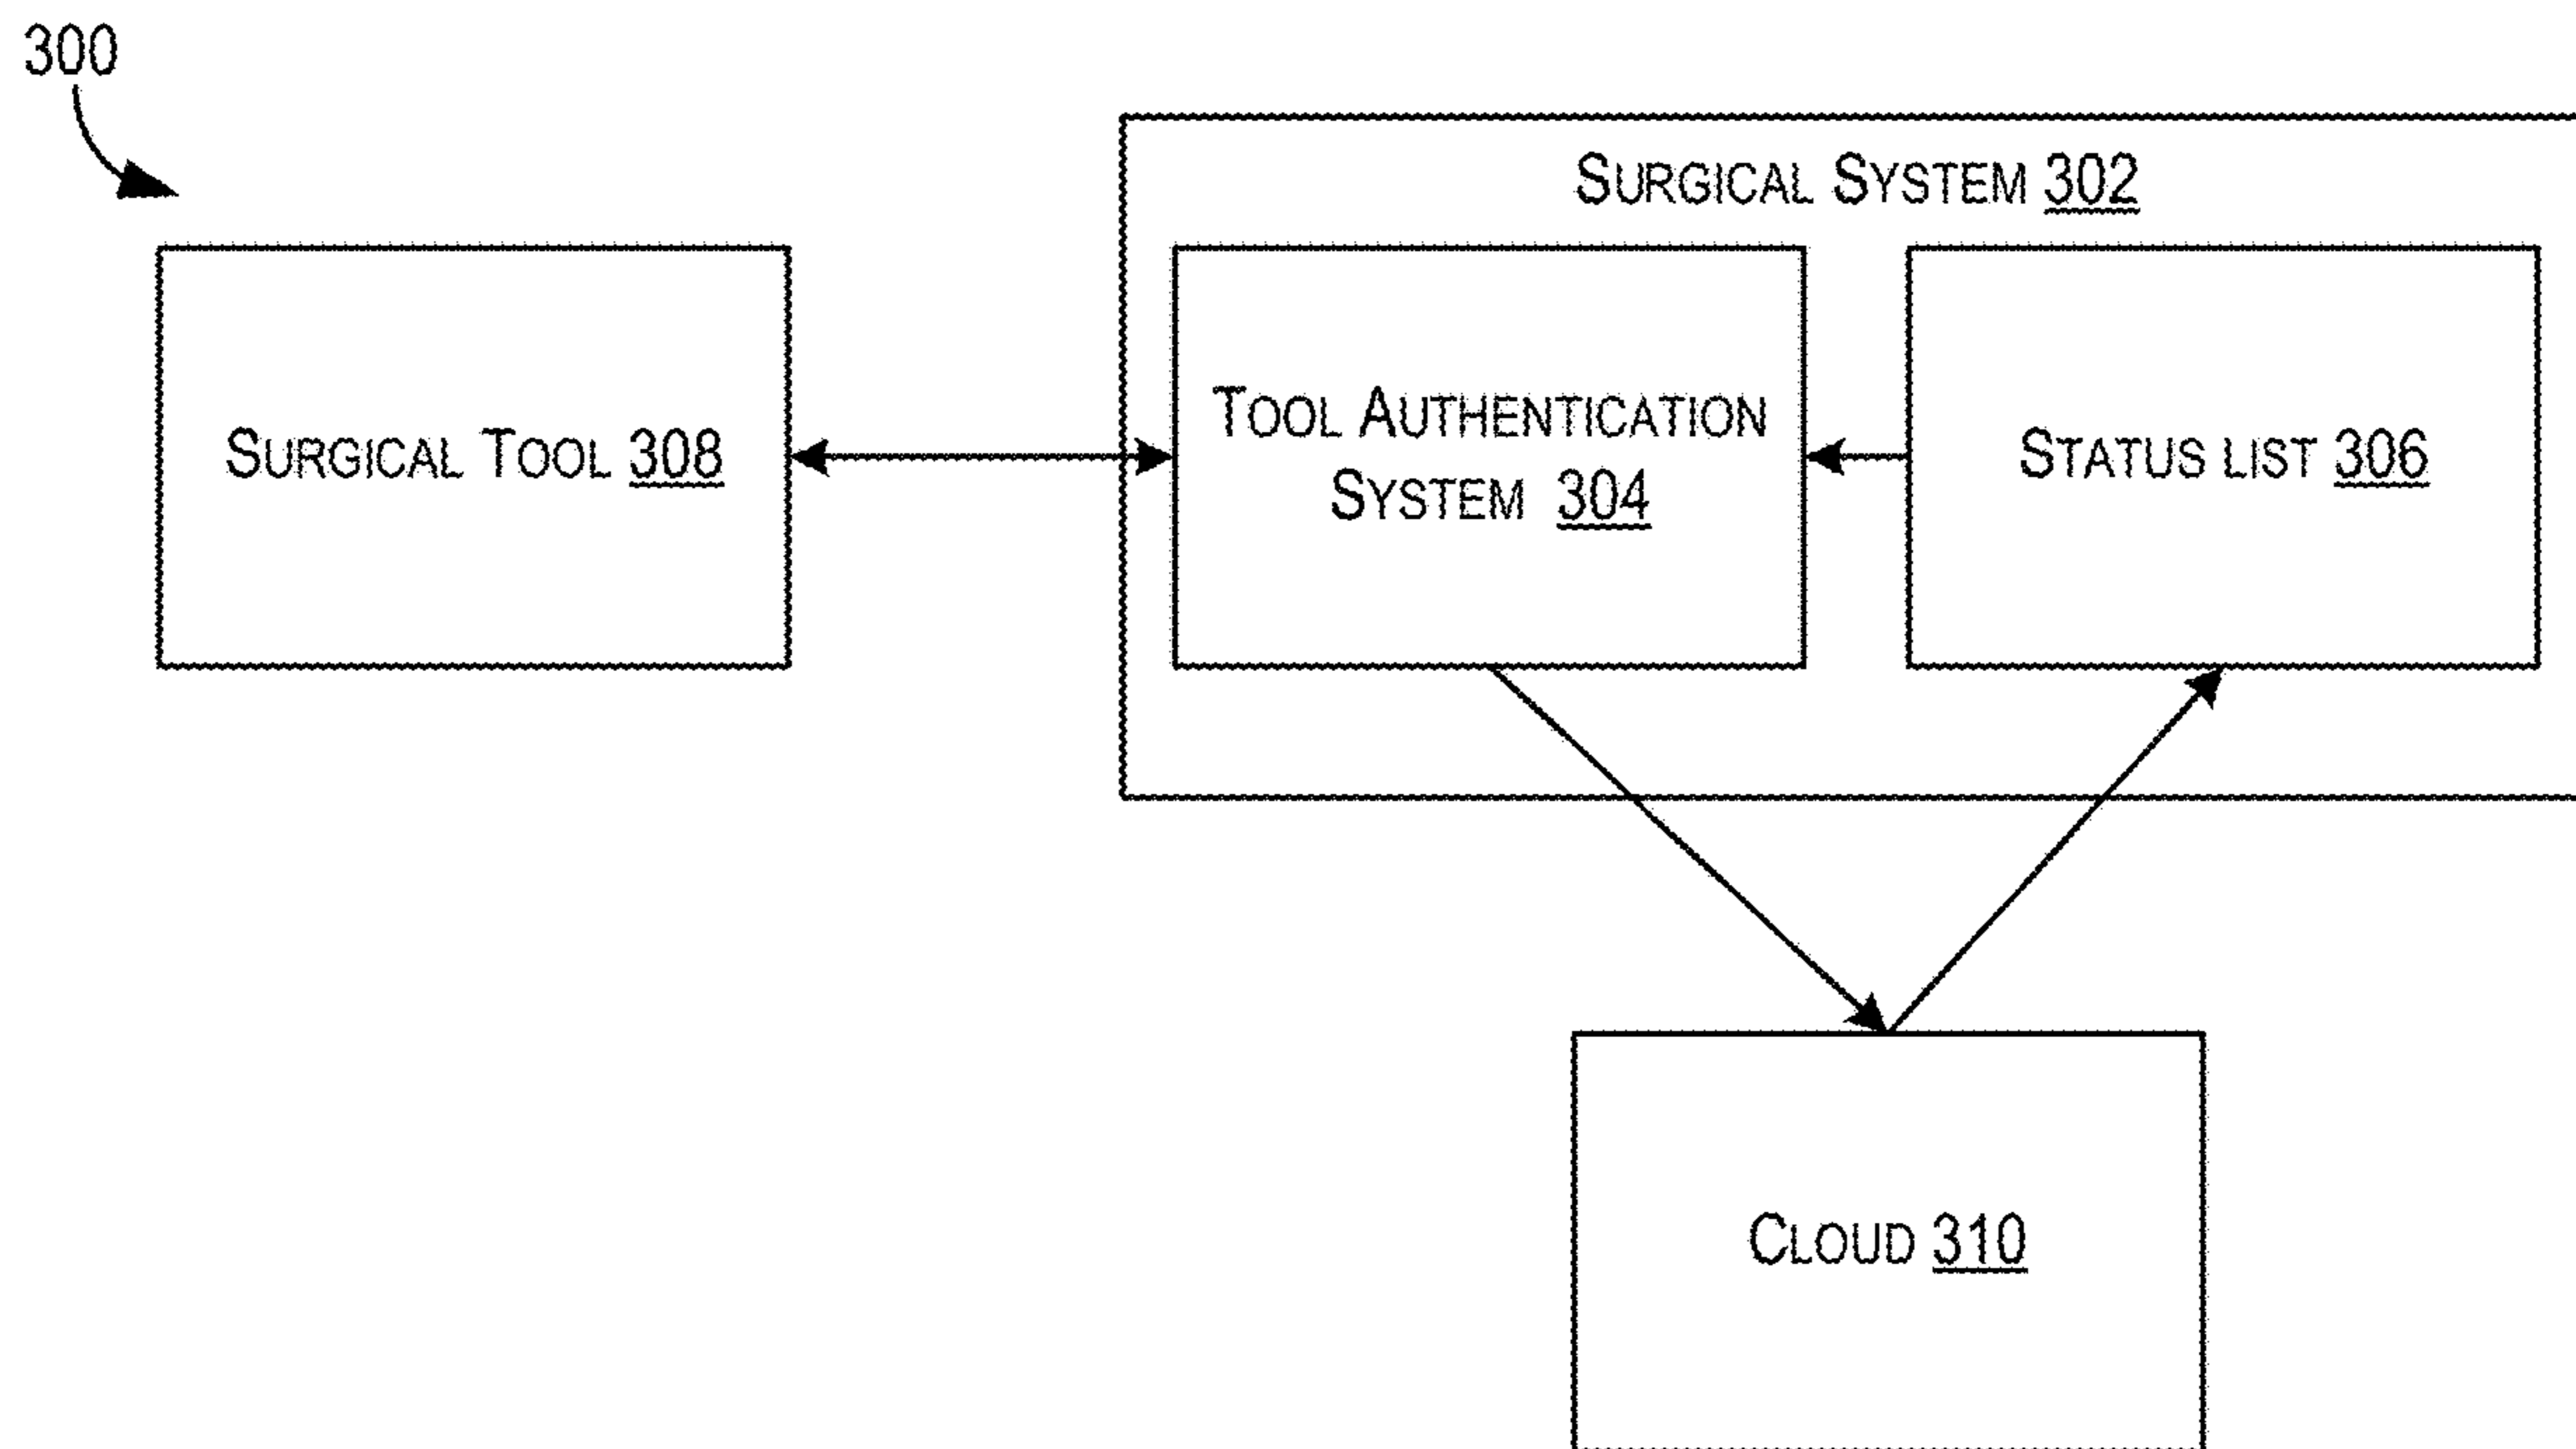 300
SURGICAL SYSTEM 302
SURGICAL TOOL 308
TOOL AUTHENTICATION
SYSTEM 304
STATUS LIST 306
CLOUD 310